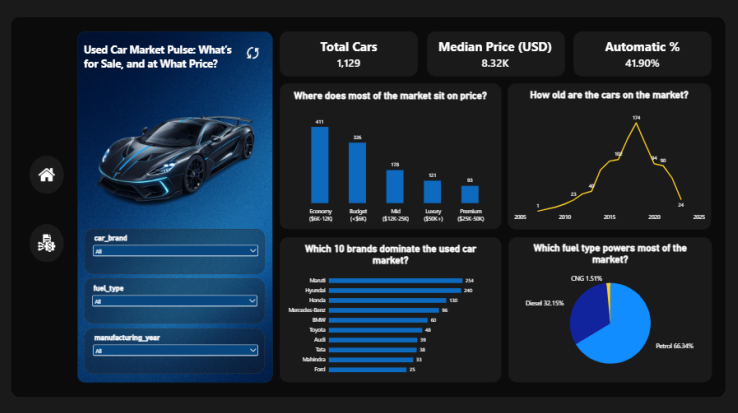 Used Car Market Pulse: What's
for Sale, and at What Price?
car_brand
All
fuel_type
All
manufacturing_year
All
Total Cars
1,129
Median Price (USD)
8.32K
Automatic %
41.90%
Where does most of the market sit on price?
411
326
178
121
93
Economy
($6K-12K)
Budget
(<$6K)
Mid
($12K-25K)
Luxury
($50K+)
Premium
($25K-50K)
How old are the cars on the market?
174
90
23
1
24
2005
2010
2015
2020
2025
Which 10 brands dominate the used car
market?
Maruti 254
Hyundai 240
Honda 130
Mercedes-Benz 96
BMW 60
Toyota 48
Audi 39
Tata 38
Mahindra 33
Ford 25
Which fuel type powers most of the
market?
CNG 1.51%
Diesel 32.15%
Petrol 66.34%